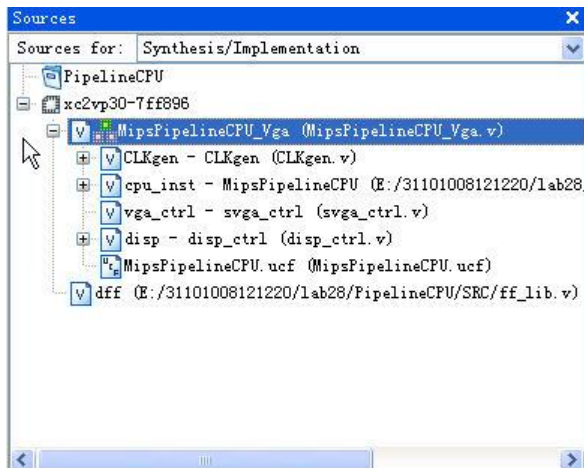 Sources
Sources for: Synthesis/Implementation
PipelineCPU
xc2vp30-7ff896
MipsPipelineCPU_Vga (MipsPipelineCPU_Vga.v)
CLKgen - CLKgen (CLKgen.v)
cpu_inst - MipsPipelineCPU (E:/31101008121220/lab28
vga_ctrl - svga_ctrl (svga_ctrl.v)
disp - disp_ctrl (disp_ctrl.v)
MipsPipelineCPU.ucf (MipsPipelineCPU.ucf)
dff (E:/31101008121220/lab28/PipelineCPU/SRC/ff_lib.v)